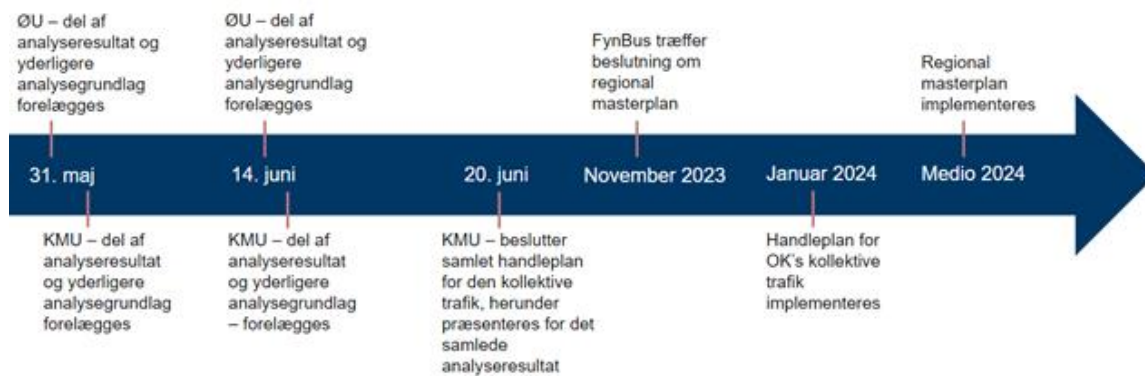 ØU – del af
analyseresultat og
yderligere
analysegrundlag
forelægges
ØU – del af
analyseresultat og
yderligere
analysegrundlag
forelægges
FynBus træffer
beslutning om
regional
masterplan
Regional
masterplan
implementeres
31. maj
14. juni
20. juni
November 2023
Januar 2024
Medio 2024
KMU – del af
analyseresultat
og yderligere
analysegrundlag
forelægges
KMU – del af
analyseresultat
og yderligere
analysegrundlag
– forelægges
KMU – beslutter
samlet handleplan
for den kollektive
trafik, herunder
præsenteres for det
samlede
analyseresultat
Handleplan for
OK's kollektive
trafik
implementeres